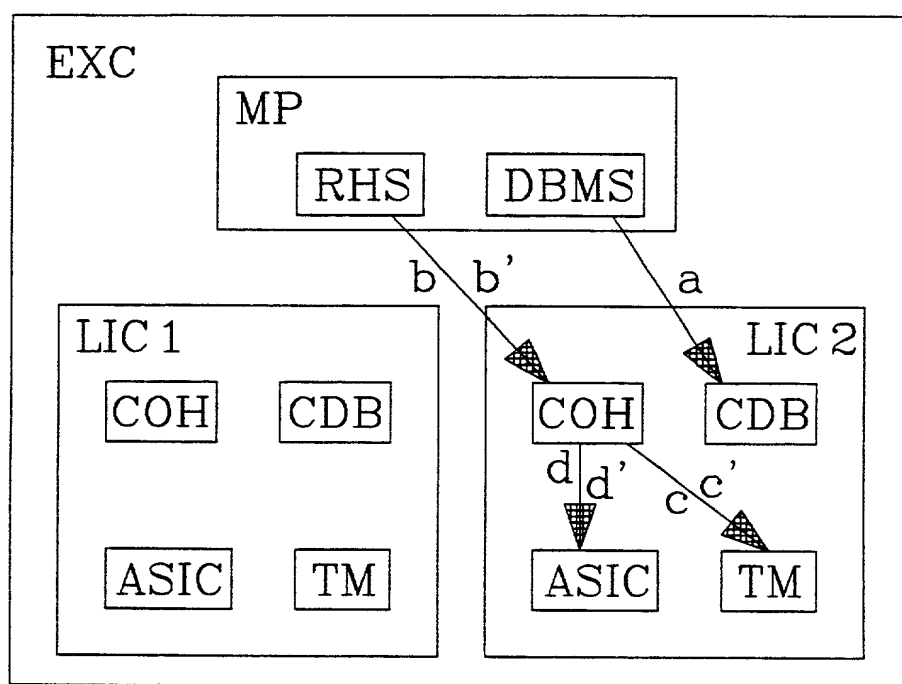 EXC
MP
RHS DBMS
b b' a
LIC 1 LIC 2
COH CDB COH CDB
d d' c c'
ASIC TM ASIC TM